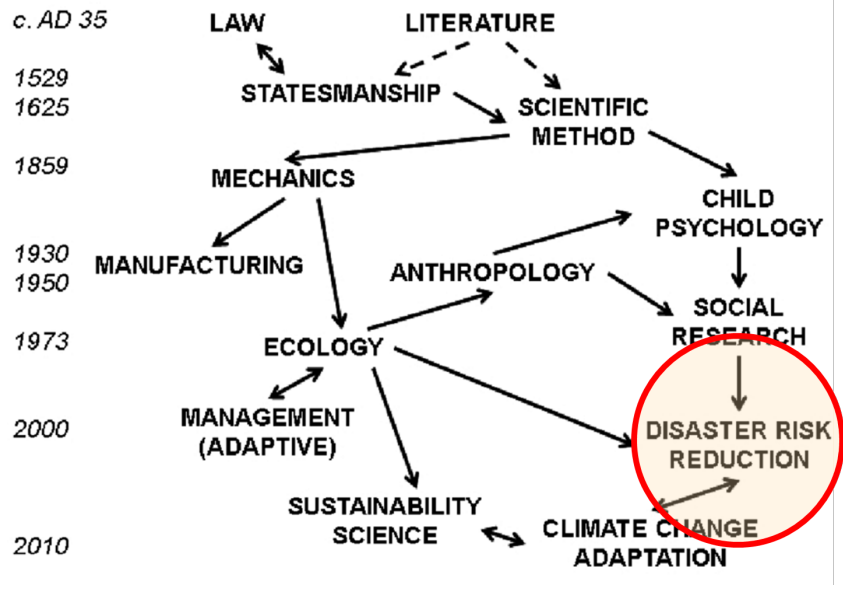 c. AD 35
LAW
LITERATURE
1529
STATESMANSHIP
1625
SCIENTIFIC
METHOD
1859
MECHANICS
CHILD
PSYCHOLOGY
1930
MANUFACTURING
ANTHROPOLOGY
1950
SOCIAL
RESEARCH
1973
ECOLOGY
MANAGEMENT
(ADAPTIVE)
2000
DISASTER RISK
REDUCTION
SUSTAINABILITY
SCIENCE
CLIMATE CHANGE
ADAPTATION
2010